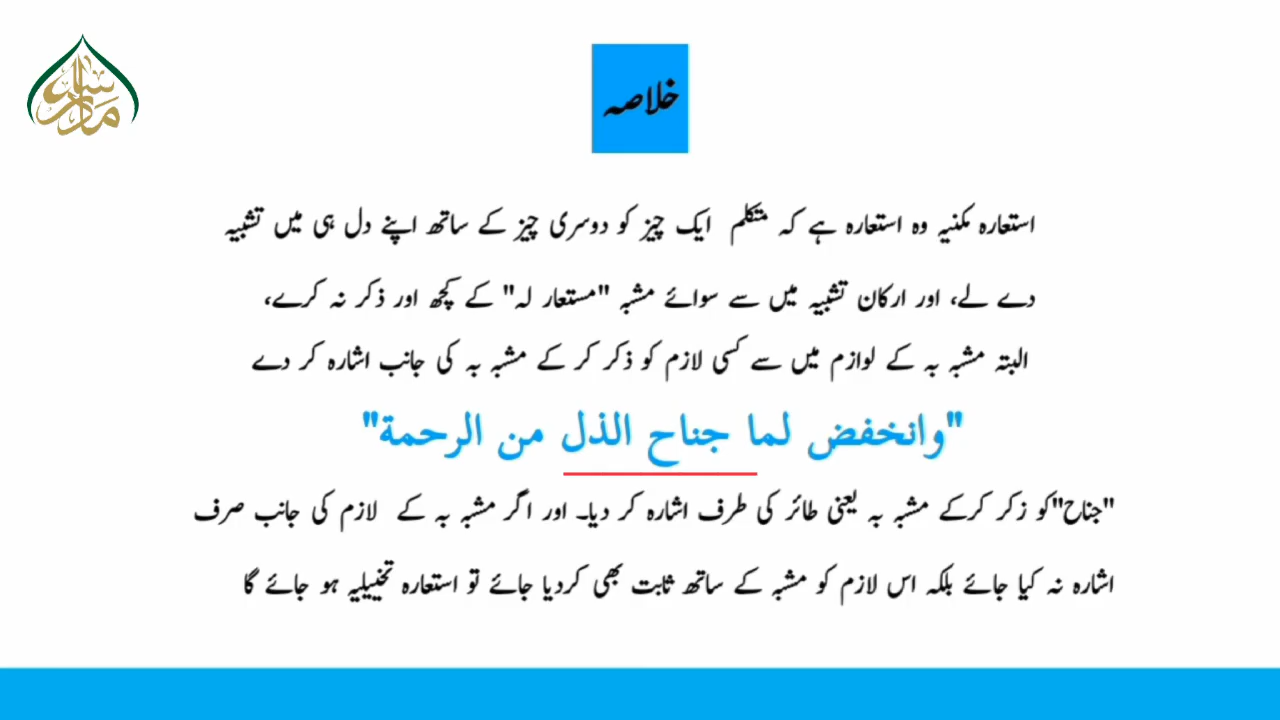 مدارس
خلاصہ
استعارہ مکنیہ وہ استعارہ ہے کہ متکلم ایک چیز کو دوسری چیز کے ساتھ اپنے دل ہی میں تشبیہ
دے لے، اور ارکان تشبیہ میں سے سوائے مشبہ "مستعار لہ" کے کچھ اور ذکر نہ کرے،
البتہ مشبہ بہ کے لوازم میں سے کسی لازم کو ذکر کر کے مشبہ بہ کی جانب اشارہ کر دے
"وانخفض لما جناح الذل من الرحمة"
"جناح"کو زکر کرکے مشبہ بہ یعنی طائر کی طرف اشارہ کر دیا۔ اور اگر مشبہ بہ کے لازم کی جانب صرف
اشارہ نہ کیا جائے بلکہ اس لازم کو مشبہ کے ساتھ ثابت بھی کردیا جائے تو استعارہ تخییلیہ ہو جائے گا